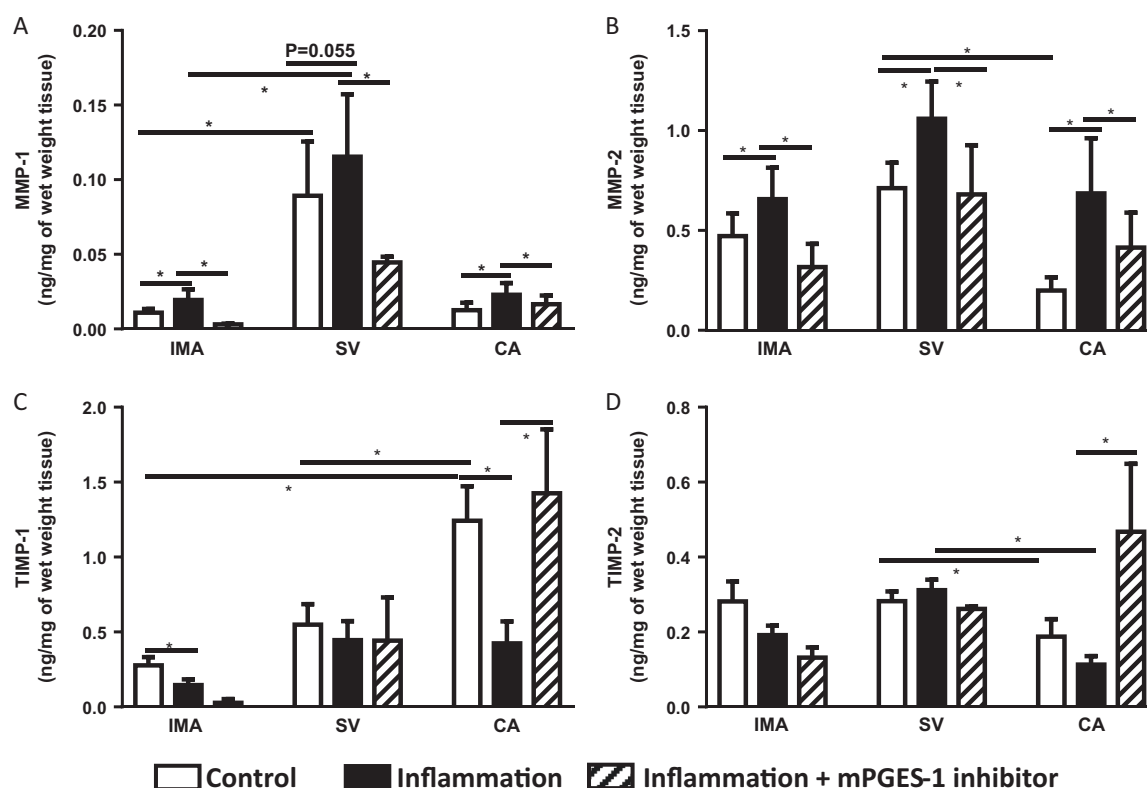 A
MMP-1
(ng/mg of wet weight tissue)
0.20
0.15
0.10
0.05
0.00
P=0.055
*
*
*
*
*
*
*
IMA
SV
CA
B
MMP-2
(ng/mg of wet weight tissue)
1.5
1.0
0.5
0.0
*
*
*
*
*
*
*
IMA
SV
CA
C
TIMP-1
(ng/mg of wet weight tissue)
2.0
1.5
1.0
0.5
0.0
*
*
*
*
*
IMA
SV
CA
D
TIMP-2
(ng/mg of wet weight tissue)
0.8
0.6
0.4
0.2
0.0
*
*
*
IMA
SV
CA
Control
Inflammation
Inflammation + mPGES-1 inhibitor